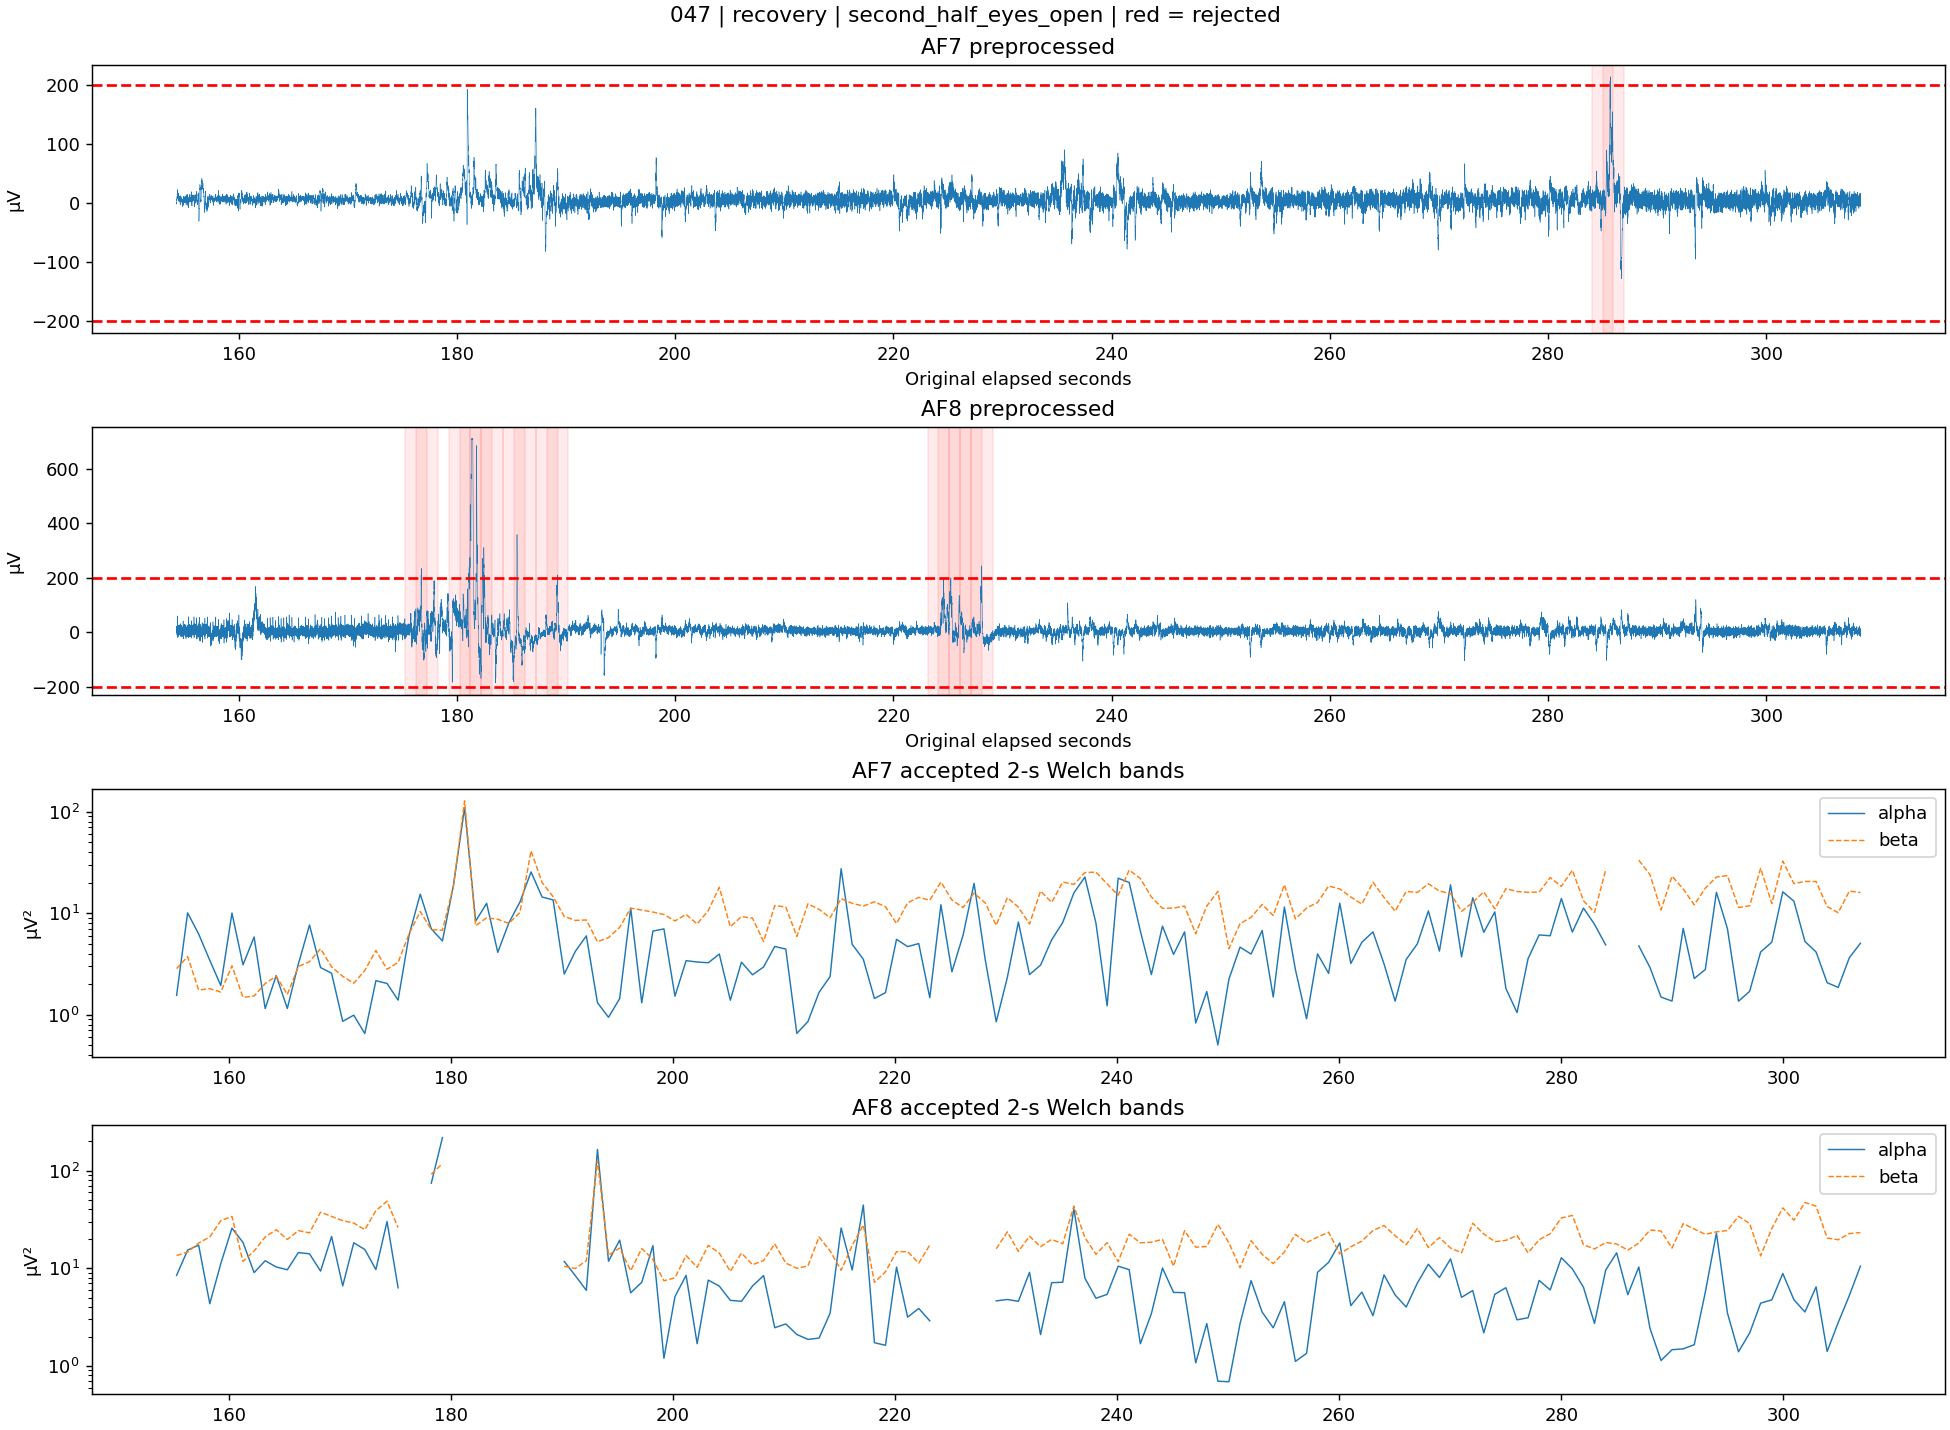 047 | recovery | second_half_eyes_open | red = rejected
AF7 preprocessed
200
100
0
−100
−200
µV
160 180 200 220 240 260 280 300
Original elapsed seconds
AF8 preprocessed
600
400
200
0
−200
µV
160 180 200 220 240 260 280 300
Original elapsed seconds
AF7 accepted 2-s Welch bands
10²
10¹
10⁰
µV²
alpha
beta
160 180 200 220 240 260 280 300
AF8 accepted 2-s Welch bands
10²
10¹
10⁰
µV²
alpha
beta
160 180 200 220 240 260 280 300